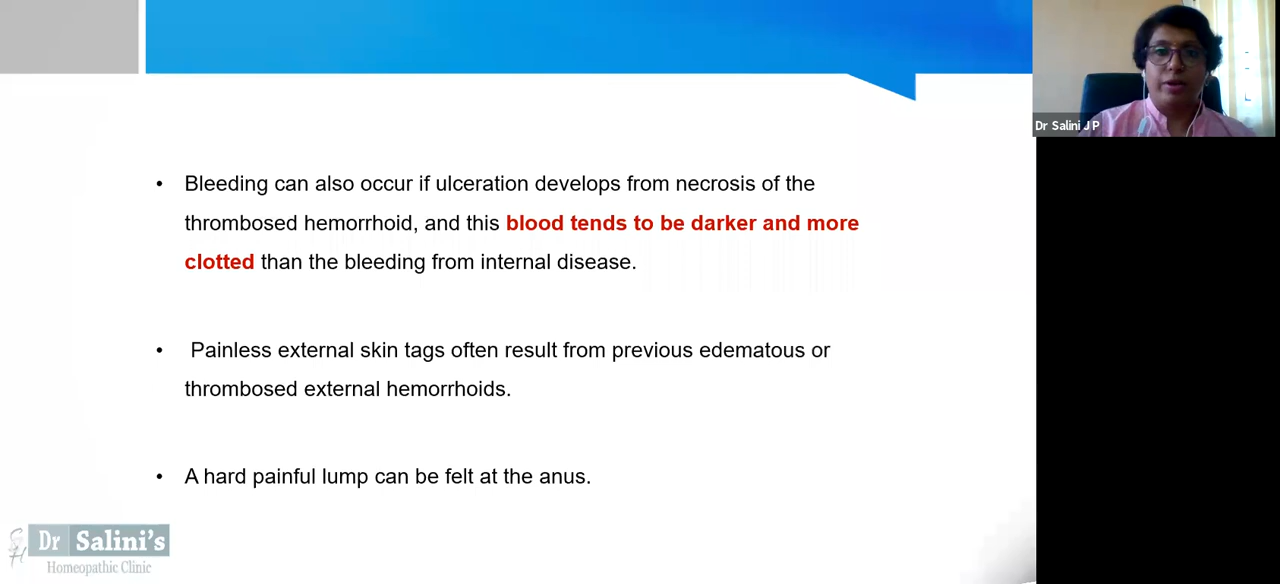 Dr Salini J P
• Bleeding can also occur if ulceration develops from necrosis of the
thrombosed hemorrhoid, and this blood tends to be darker and more
clotted than the bleeding from internal disease.
• Painless external skin tags often result from previous edematous or
thrombosed external hemorrhoids.
• A hard painful lump can be felt at the anus.
SH Dr Salini's
Homeopathic Clinic